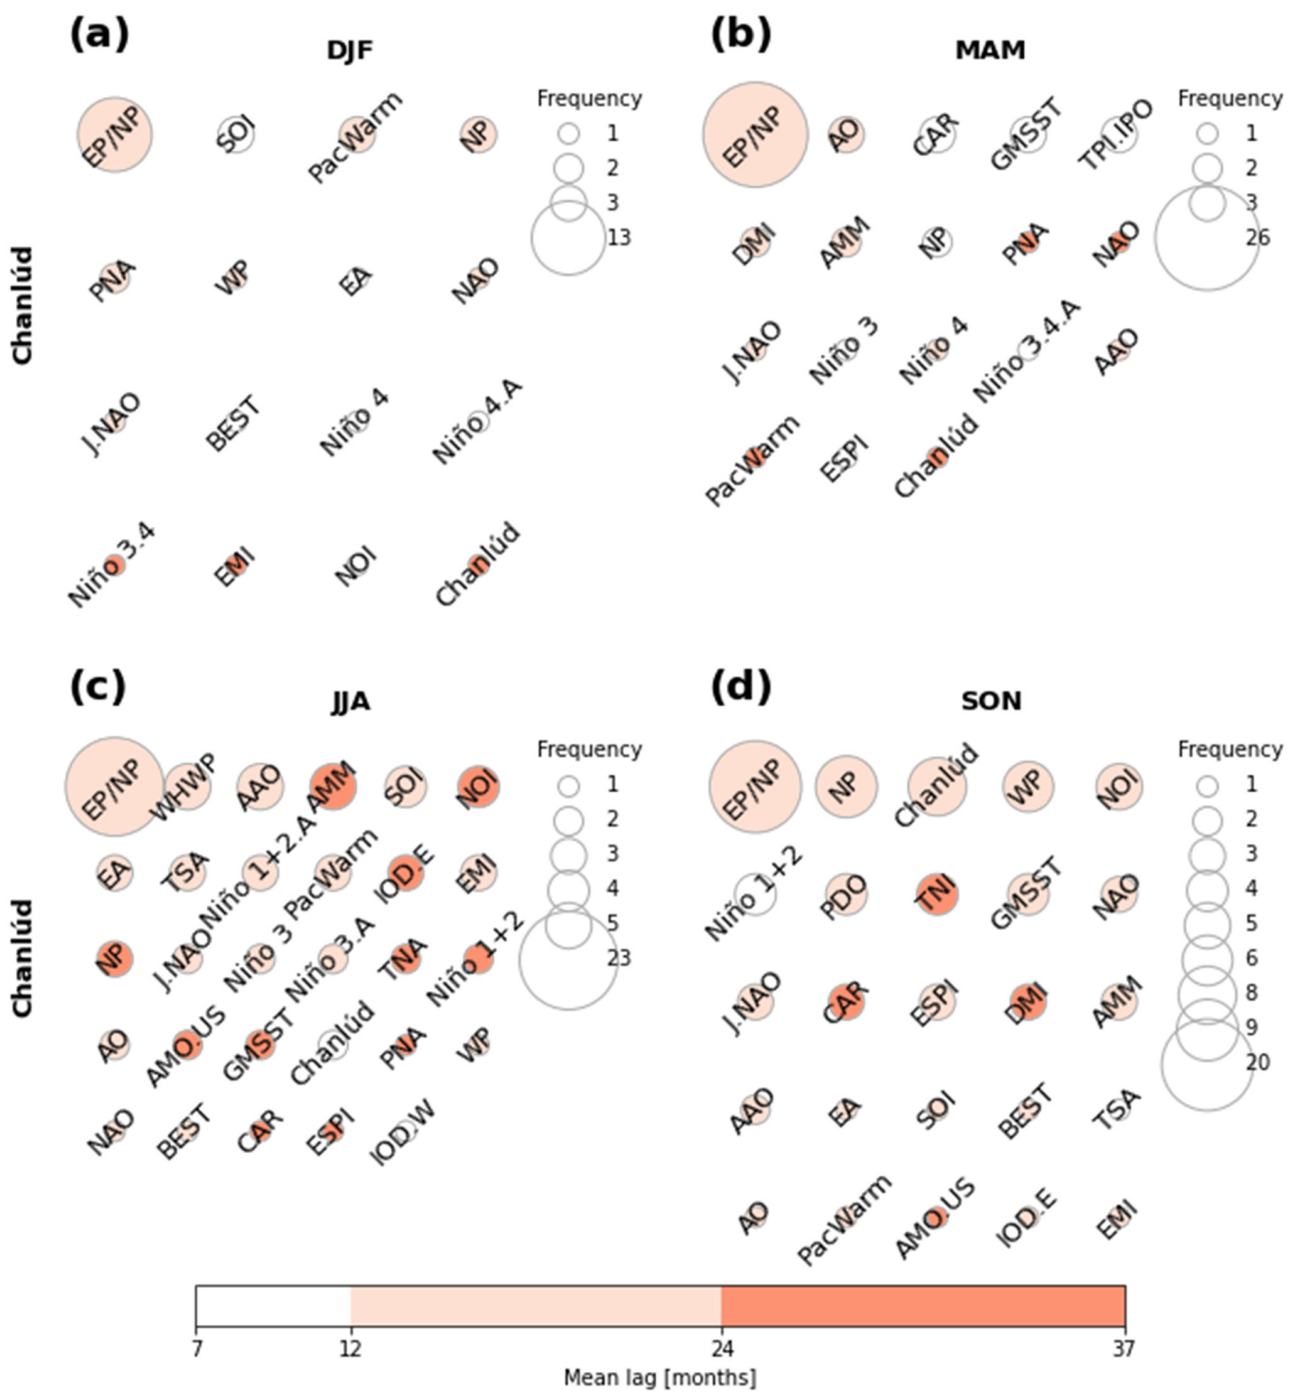 (a)
DJF
Chanlúd
EP/NP SOI PacWarm NP
PNA WP EA NAO
J.NAO BEST Niño 4 Niño 4.A
Niño 3.4 EMI NOI Chanlúd
Frequency
1
2
3
13
(b)
MAM
EP/NP AO CAR GMSST TPI.IPO
DMI AMM NP PNA NAO
J.NAO Niño 3 Niño 4 Niño 3.4.A AAO
PacWarm ESPI Chanlúd
Frequency
1
2
3
26
(c)
JJA
Chanlúd
EP/NP WHWP AAO AMM SOI NOI
EA TSA Niño 1+2.A PacWarm IOD.E EMI
NP J.NAO Niño 3 Niño 3.A TNA Niño 1+2
AO AMO.US GMSST Chanlúd PNA WP
NAO BEST CAR ESPI IOD.W
Frequency
1
2
3
4
5
23
(d)
SON
EP/NP NP Chanlúd WP NOI
Niño 1+2 PDO TNI GMSST NAO
J.NAO CAR ESPI DMI AMM
AAO EA SOI BEST TSA
AO PacWarm AMO.US IOD.E EMI
Frequency
1
2
3
4
5
6
8
9
20
7 12 24 37
Mean lag [months]